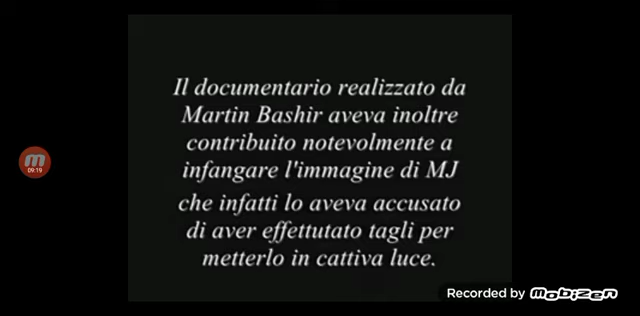 Il documentario realizzato da
Martin Bashir aveva inoltre
contribuito notevolmente a
infangare l'immagine di MJ
che infatti lo aveva accusato
di aver effettutato tagli per
metterlo in cattiva luce.
09:19
Recorded by mobizen